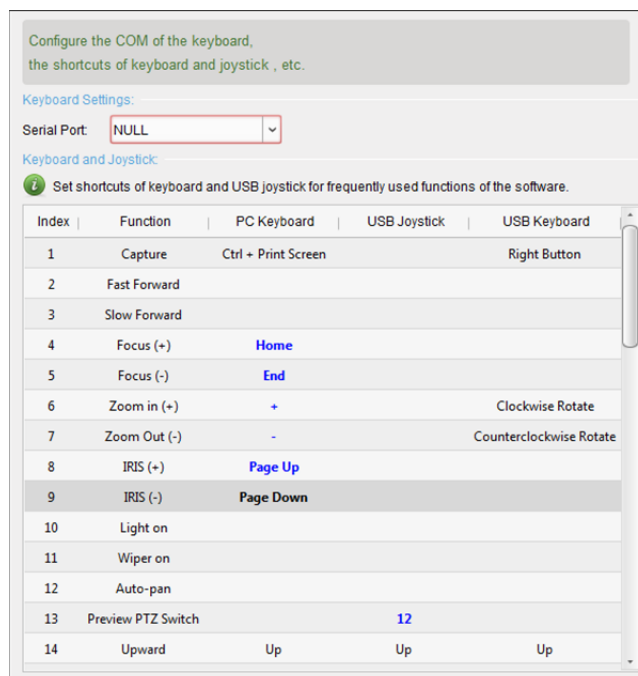 Configure the COM of the keyboard,
the shortcuts of keyboard and joystick , etc.
Keyboard Settings:
Serial Port: NULL
Keyboard and Joystick:
Set shortcuts of keyboard and USB joystick for frequently used functions of the software.
Index Function PC Keyboard USB Joystick USB Keyboard
1 Capture Ctrl + Print Screen Right Button
2 Fast Forward
3 Slow Forward
4 Focus (+) Home
5 Focus (-) End
6 Zoom in (+) + Clockwise Rotate
7 Zoom Out (-) - Counterclockwise Rotate
8 IRIS (+) Page Up
9 IRIS (-) Page Down
10 Light on
11 Wiper on
12 Auto-pan
13 Preview PTZ Switch 12
14 Upward Up Up Up